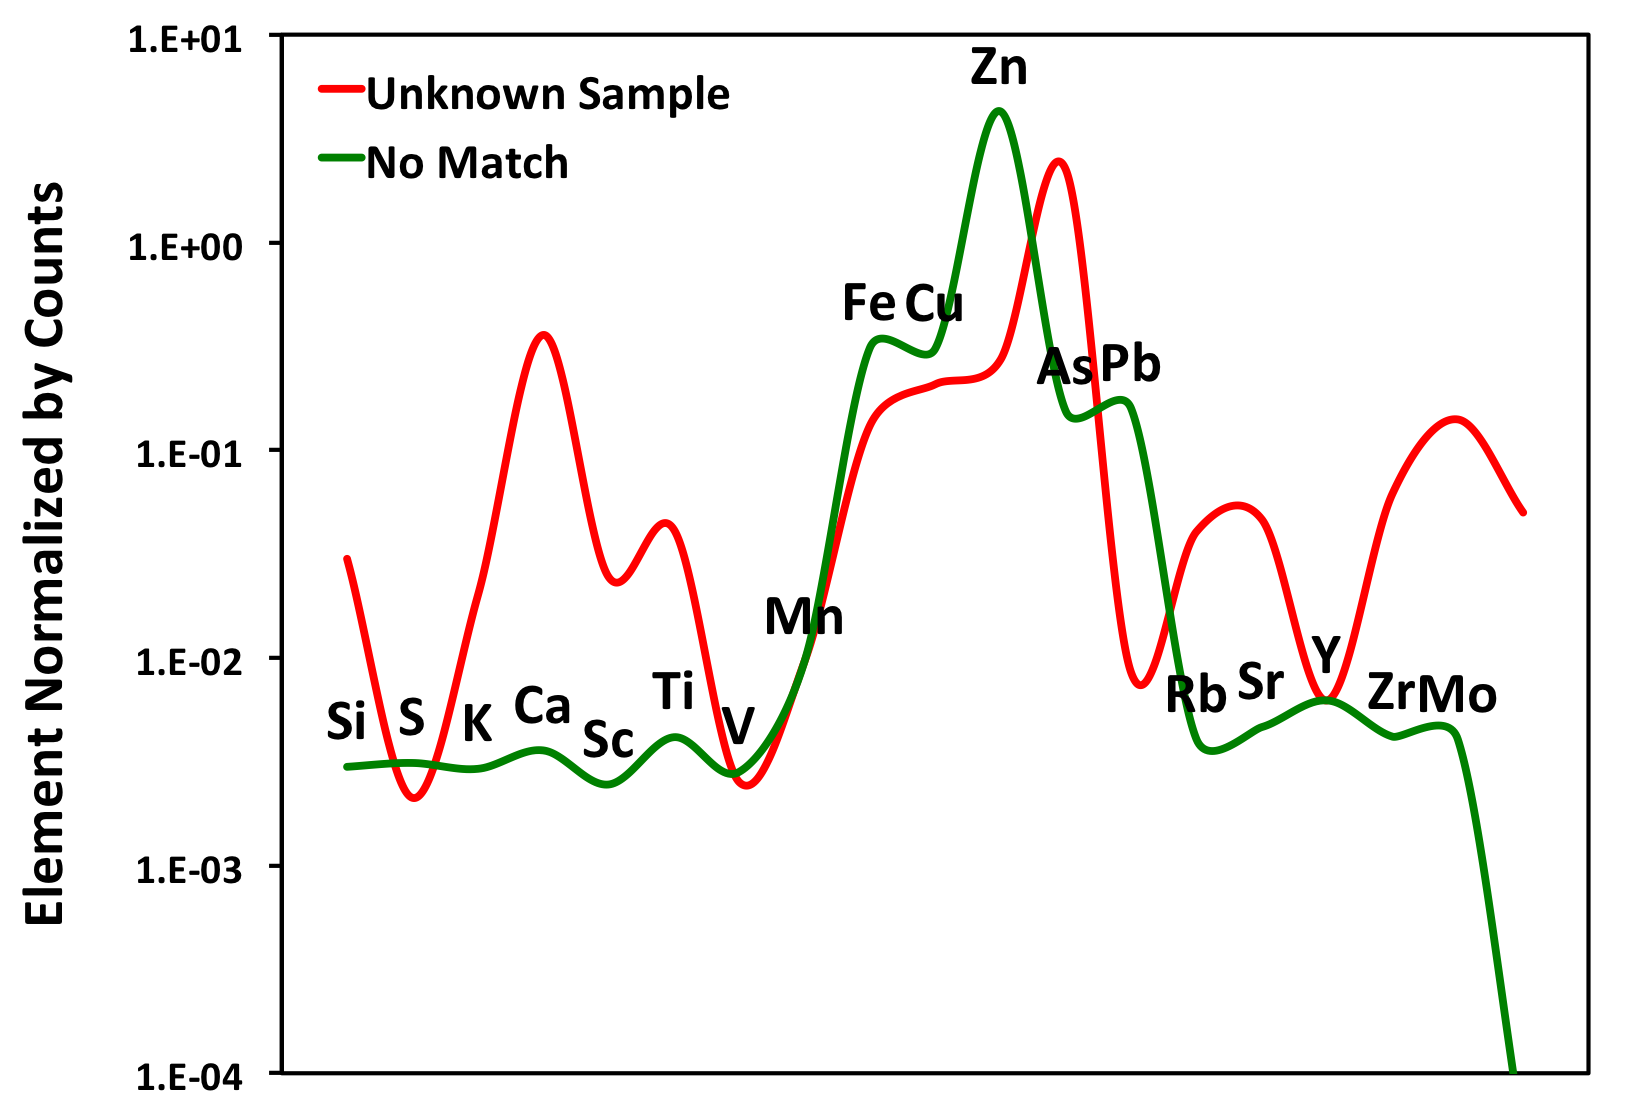 Element Normalized by Counts
1.E+01
1.E+00
1.E-01
1.E-02
1.E-03
1.E-04
Unknown Sample
No Match
Si
S
K
Ca
Sc
Ti
V
Mn
Fe
Cu
Zn
As
Pb
Rb
Sr
Y
Zr
Mo